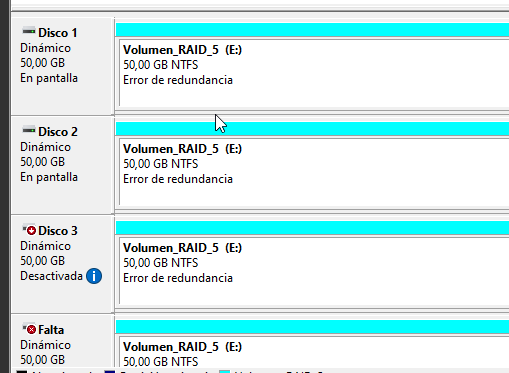 Disco 1
Dinámico
50,00 GB
En pantalla
Volumen_RAID_5 (E:)
50,00 GB NTFS
Error de redundancia
Disco 2
Dinámico
50,00 GB
En pantalla
Volumen_RAID_5 (E:)
50,00 GB NTFS
Error de redundancia
Disco 3
Dinámico
50,00 GB
Desactivada
Volumen_RAID_5 (E:)
50,00 GB NTFS
Error de redundancia
Falta
Dinámico
50,00 GB
Volumen_RAID_5 (E:)
50,00 GB NTFS